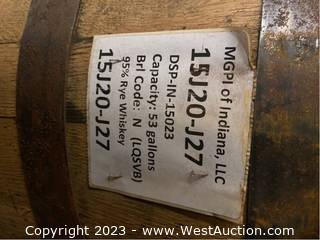 MGPI of Indiana, LLC
15J20-J27
DSP-IN-15023
Capacity: 53 gallons
Brl Code: N (LQSVB)
95% Rye Whiskey
15J20-J27
Copyright 2023 - www.WestAuction.com